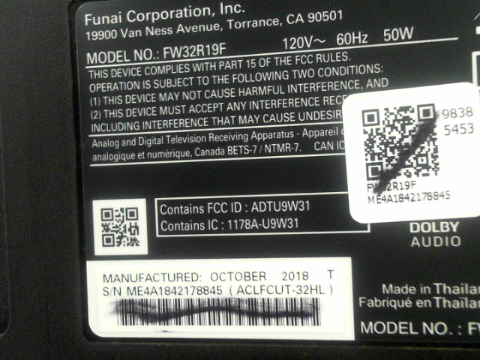 Funai Corporation, Inc.
19900 Van Ness Avenue, Torrance, CA 90501
MODEL NO.: FW32R19F 120V~ 60Hz 50W
THIS DEVICE COMPLIES WITH PART 15 OF THE FCC RULES.
OPERATION IS SUBJECT TO THE FOLLOWING TWO CONDITIONS:
(1) THIS DEVICE MAY NOT CAUSE HARMFUL INTERFERENCE, AND
(2) THIS DEVICE MUST ACCEPT ANY INTERFERENCE
INCLUDING INTERFERENCE THAT MAY CAUSE
Analog and Digital Television Receiving Apparatus - Appareil
analogique et numérique, Canada BETS-7 / NTMR-7. CAN
9838
5453
FW32R19F
ME4A1842178845
Contains FCC ID : ADTU9W31
Contains IC : 1178A-U9W31
DOLBY
AUDIO
MANUFACTURED: OCTOBER 2018 T
S/N ME4A1842178845 ( ACLFCUT-32HL )
Made in
Fabriqué en
MODEL NO.: